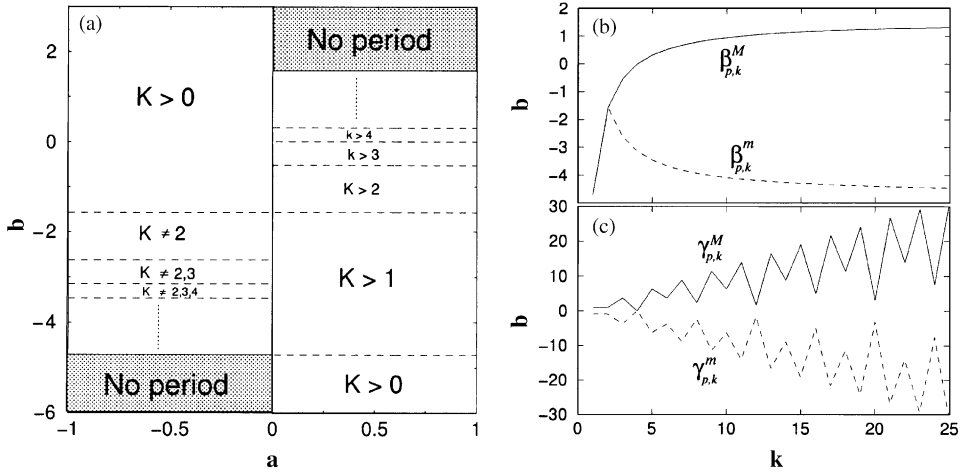 (a)
b
2
0
−2
−4
−6
−1
−0.5
0
0.5
1
a
K > 0
K ≠ 2
K ≠ 2,3
K ≠ 2,3,4
No period
No period
k > 4
k > 3
K > 2
K > 1
K > 0
(b)
b
2
1
0
−1
−2
−3
−4
−5
β^M_{p,k}
β^m_{p,k}
(c)
b
30
20
10
0
−10
−20
−30
γ^M_{p,k}
γ^m_{p,k}
0
5
10
15
20
25
k